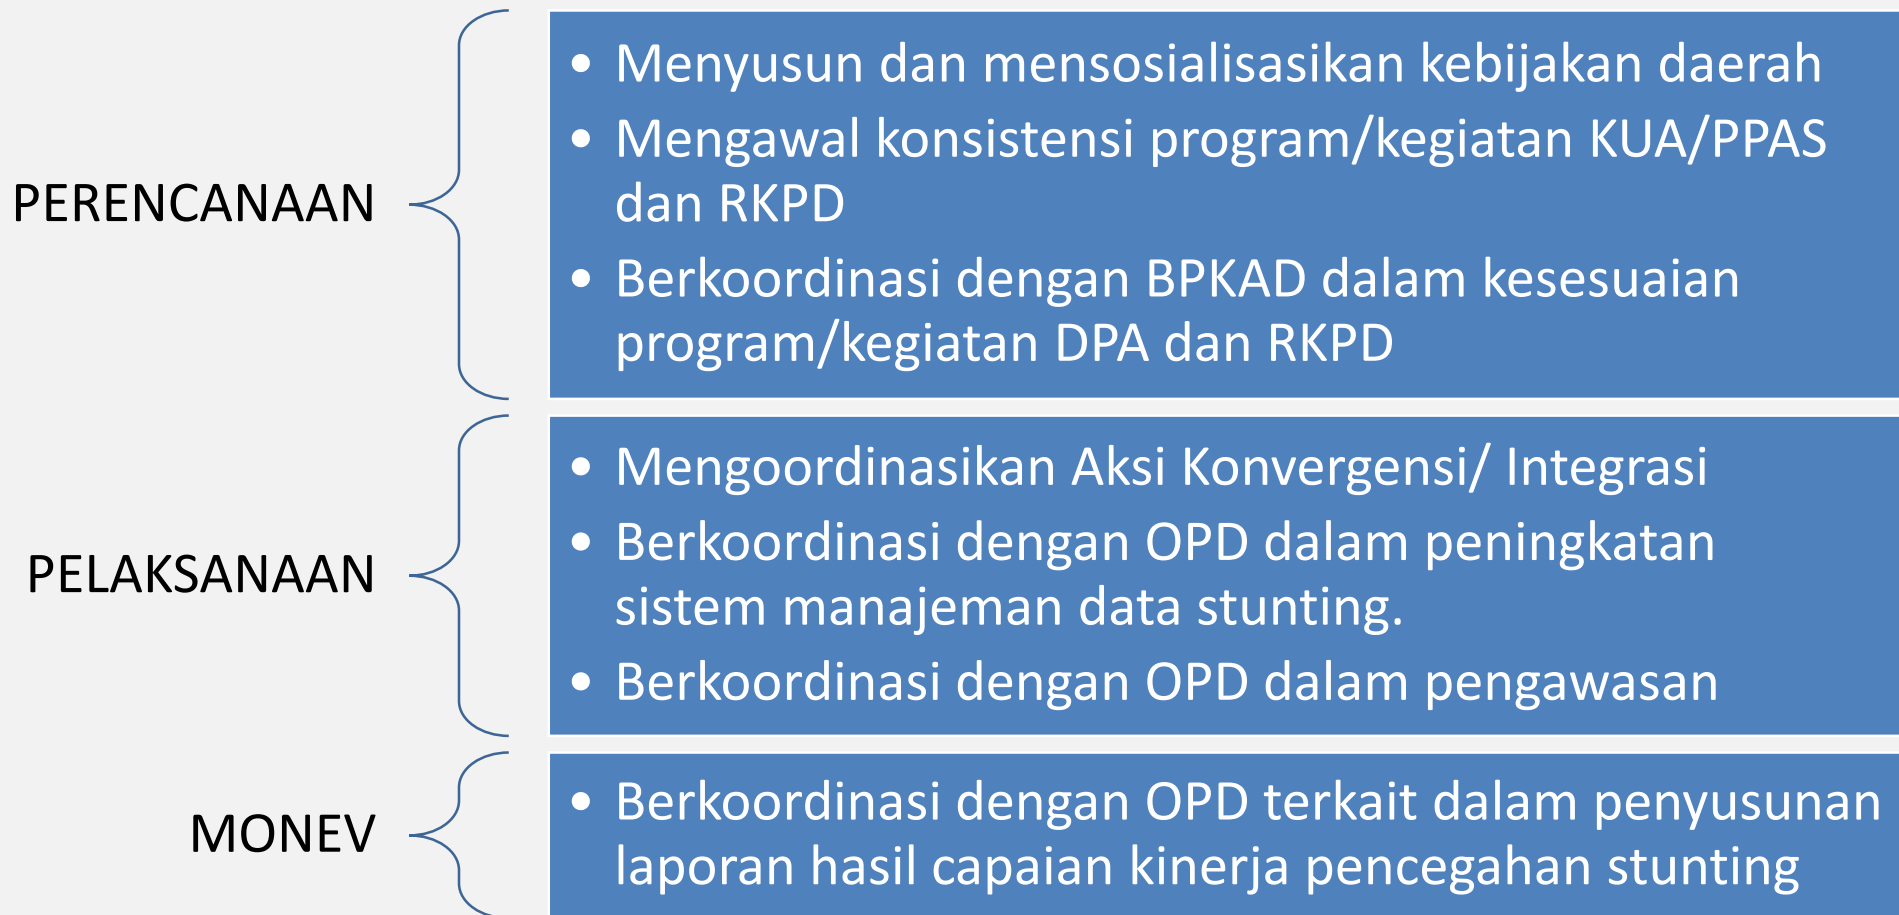 PERENCANAAN
• Menyusun dan mensosialisasikan kebijakan daerah
• Mengawal konsistensi program/kegiatan KUA/PPAS
dan RKPD
• Berkoordinasi dengan BPKAD dalam kesesuaian
program/kegiatan DPA dan RKPD
PELAKSANAAN
• Mengoordinasikan Aksi Konvergensi/ Integrasi
• Berkoordinasi dengan OPD dalam peningkatan
sistem manajeman data stunting.
• Berkoordinasi dengan OPD dalam pengawasan
MONEV
• Berkoordinasi dengan OPD terkait dalam penyusunan
laporan hasil capaian kinerja pencegahan stunting